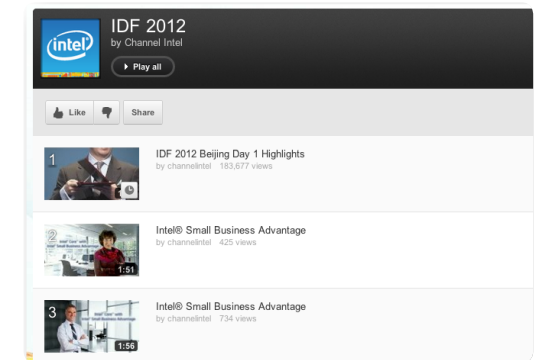 intel
IDF 2012
by Channel Intel
Play all
Like
Share
1
IDF 2012 Beijing Day 1 Highlights
by channelintel 183,677 views
2
Intel® Small Business Advantage
by channelintel 425 views
1:51
3
Intel® Small Business Advantage
by channelintel 734 views
1:56